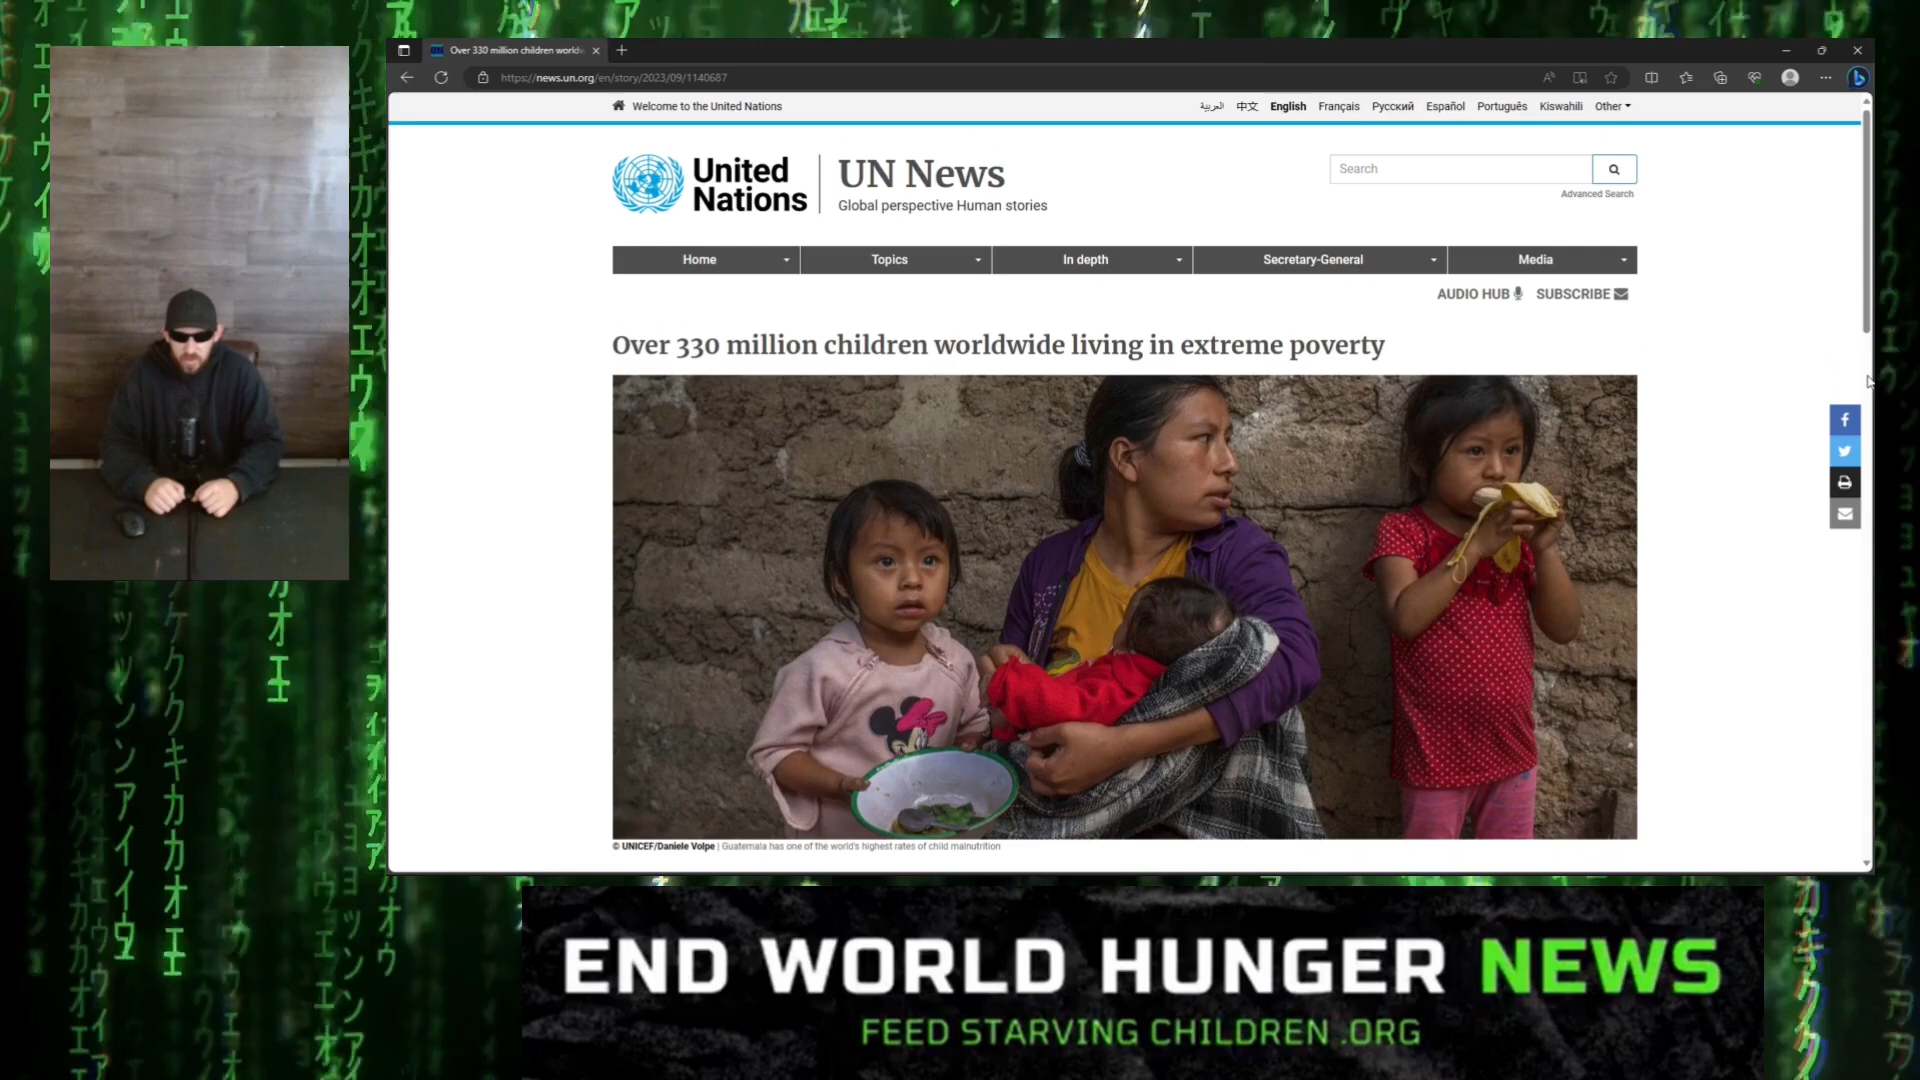 Over 330 million children world
https://news.un.org/en/story/2023/09/1140687
Welcome to the United Nations
العربية 中文 English Français Русский Español Português Kiswahili Other
United Nations
UN News
Global perspective Human stories
Search
Advanced Search
Home Topics In depth Secretary-General Media
AUDIO HUB SUBSCRIBE
Over 330 million children worldwide living in extreme poverty
© UNICEF/Daniele Volpe | Guatemala has one of the world's highest rates of child malnutrition
END WORLD HUNGER NEWS
FEED STARVING CHILDREN .ORG